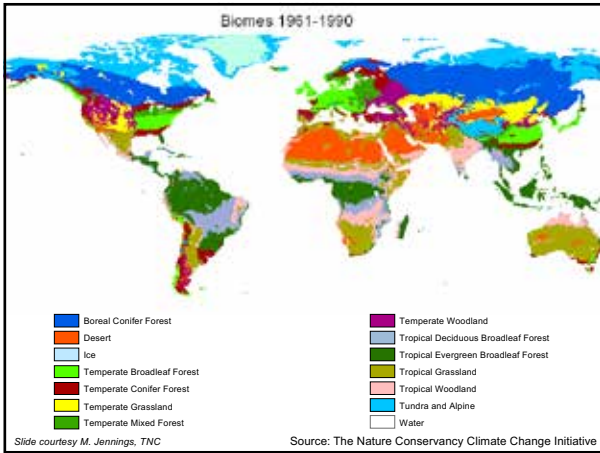 Biomes 1961-1990
Boreal Conifer Forest
Desert
Ice
Temperate Broadleaf Forest
Temperate Conifer Forest
Temperate Grassland
Temperate Mixed Forest
Temperate Woodland
Tropical Deciduous Broadleaf Forest
Tropical Evergreen Broadleaf Forest
Tropical Grassland
Tropical Woodland
Tundra and Alpine
Water
Slide courtesy M. Jennings, TNC
Source: The Nature Conservancy Climate Change Initiative